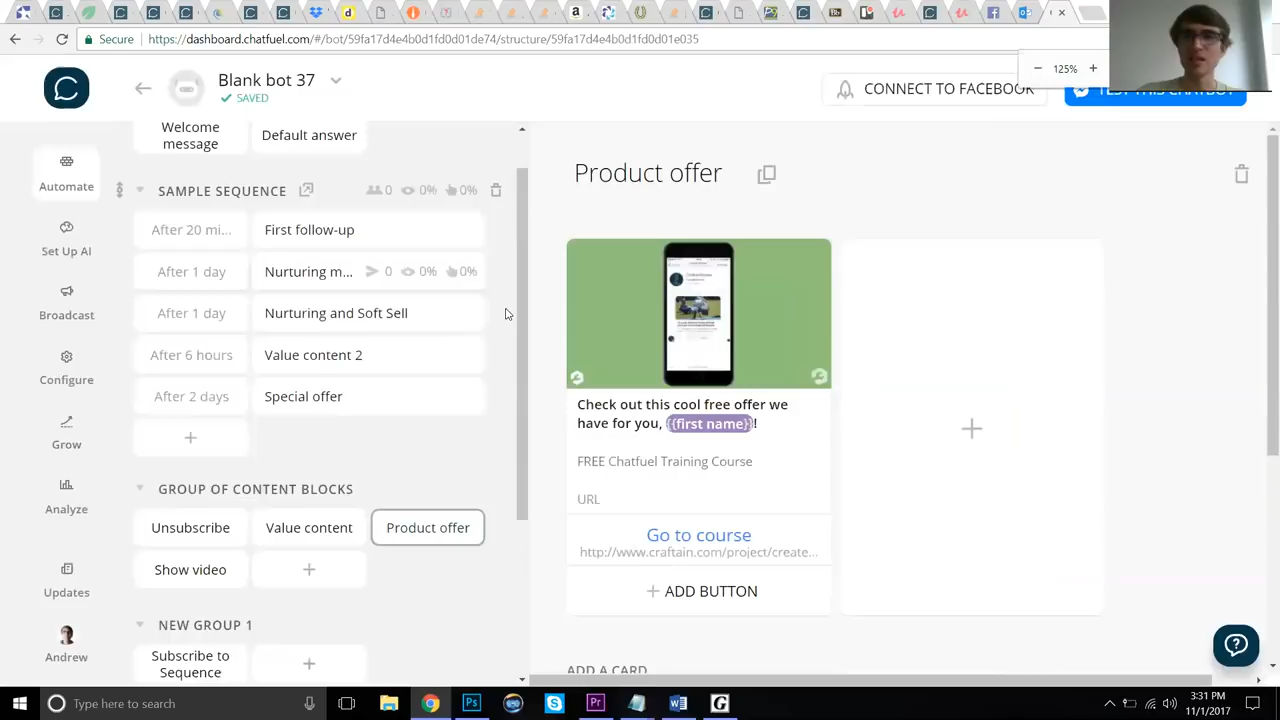 Secure
https://dashboard.chatfuel.com/#/bot/59fa17d4e4b0d1fd0d01de74/structure/59fa17d4e4b0d1fd0d01e035
125%
Blank bot 37
SAVED
CONNECT TO FACEBOOK
TEST THIS CHATBOT
Welcome
message
Default answer
Automate
Set Up AI
Broadcast
Configure
Grow
Analyze
Updates
Andrew
SAMPLE SEQUENCE
0
0%
0%
After 20 mi...
First follow-up
After 1 day
Nurturing m...
0
0%
0%
After 1 day
Nurturing and Soft Sell
After 6 hours
Value content 2
After 2 days
Special offer
GROUP OF CONTENT BLOCKS
Unsubscribe
Value content
Product offer
Show video
NEW GROUP 1
Subscribe to
Sequence
Product offer
Check out this cool free offer we
have for you, {{first name}}!
FREE Chatfuel Training Course
URL
Go to course
http://www.craftain.com/project/create...
ADD BUTTON
ADD A CARD
Type here to search
3:31 PM
11/1/2017